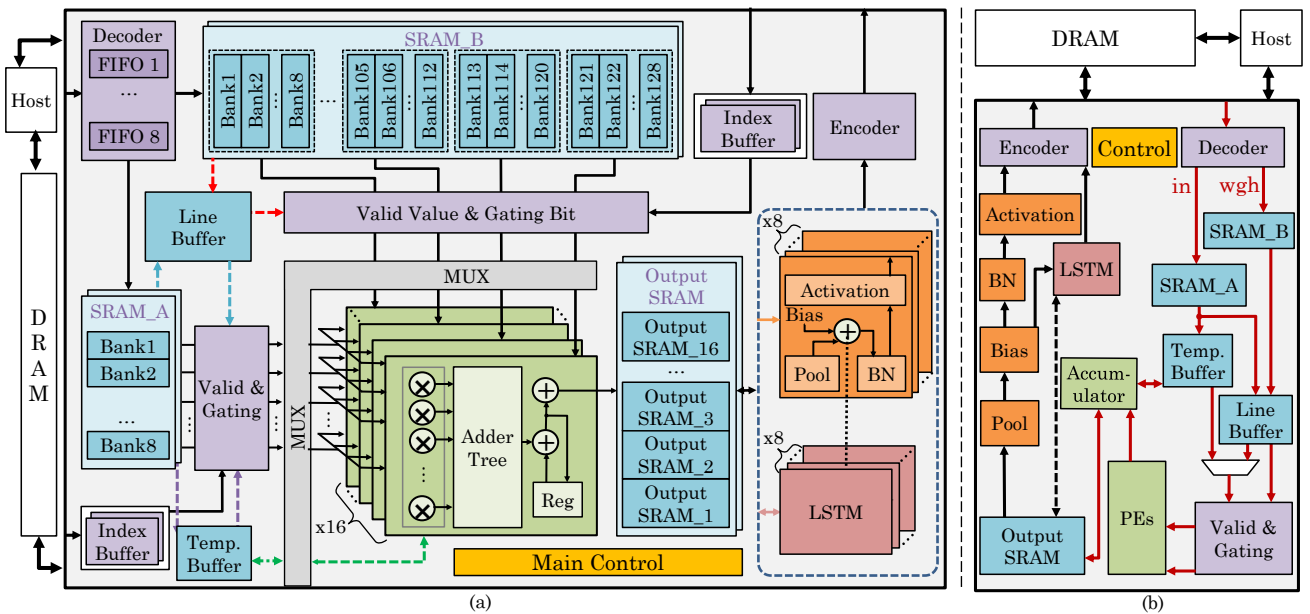 Decoder
FIFO 1
...
FIFO 8
Host
DRAM
SRAM_B
Bank1
Bank2
...
Bank8
...
Bank105
Bank106
...
Bank112
Bank113
Bank114
...
Bank120
Bank121
Bank122
...
Bank128
Index
Buffer
Encoder
Line
Buffer
Valid Value & Gating Bit
SRAM_A
Bank1
Bank2
...
Bank8
Valid &
Gating
...
...
MUX
MUX
...
Adder
Tree
...
Reg
x16
Output
SRAM
Output
SRAM_16
...
Output
SRAM_3
Output
SRAM_2
Output
SRAM_1
x8
Activation
Bias
Pool
BN
x8
LSTM
Index
Buffer
Temp.
Buffer
Main Control
(a)
DRAM
Host
Encoder
Control
Decoder
in
wgh
Activation
SRAM_B
LSTM
BN
SRAM_A
Bias
Temp.
Buffer
Accum-
ulator
Line
Buffer
Pool
PEs
Output
SRAM
Valid &
Gating
(b)